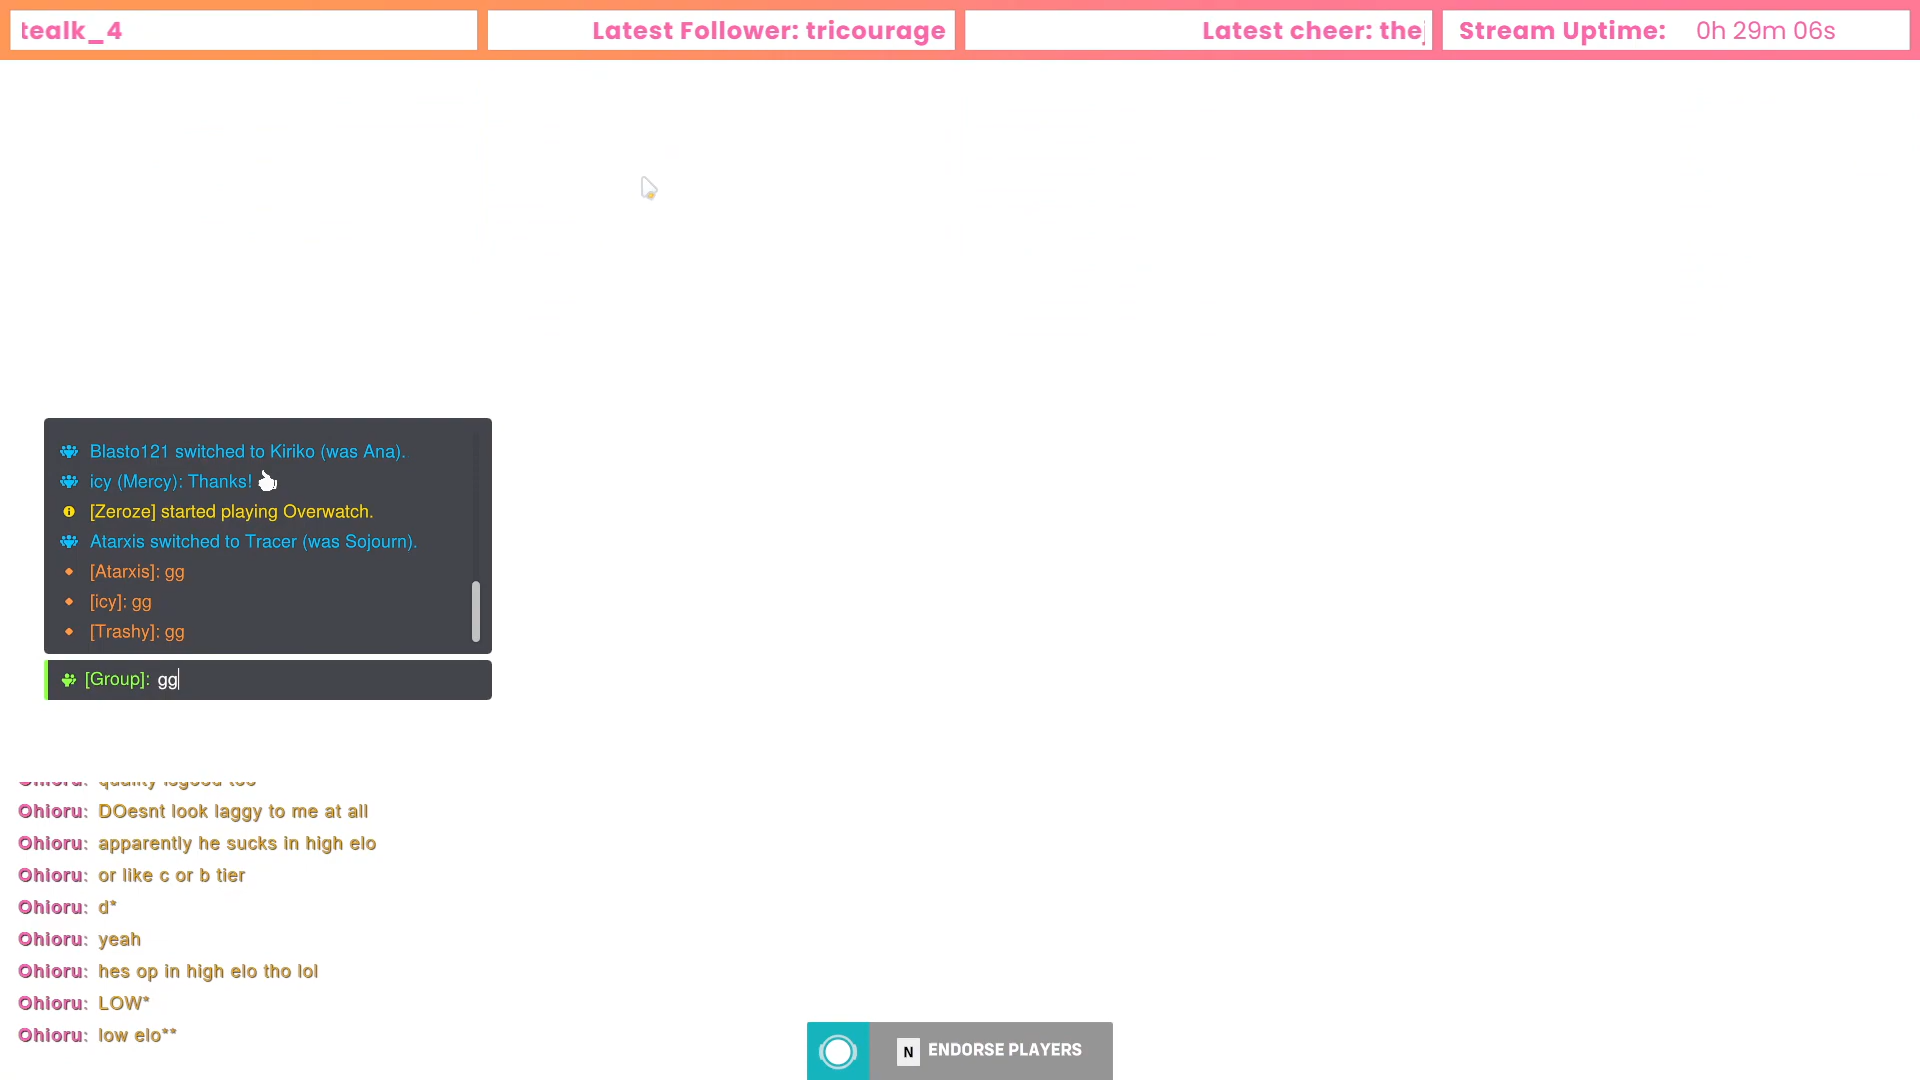 tealk_4
Latest Follower: tricourage
Latest cheer: the
Stream Uptime: 0h 29m 06s
Blasto121 switched to Kiriko (was Ana).
icy (Mercy): Thanks!
[Zeroze] started playing Overwatch.
Atarxis switched to Tracer (was Sojourn).
[Atarxis]: gg
[icy]: gg
[Trashy]: gg
[Group]: gg
Ohioru:
Ohioru: DOesnt look laggy to me at all
Ohioru: apparently he sucks in high elo
Ohioru: or like c or b tier
Ohioru: d*
Ohioru: yeah
Ohioru: hes op in high elo tho lol
Ohioru: LOW*
Ohioru: low elo**
N ENDORSE PLAYERS